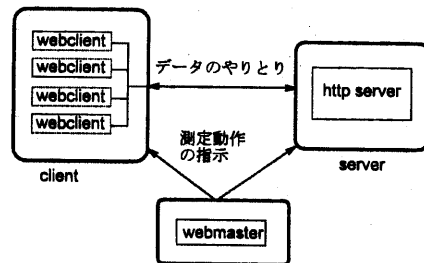 webclient
webclient
webclient
webclient
client
データのやりとり
http server
server
測定動作
の指示
webmaster